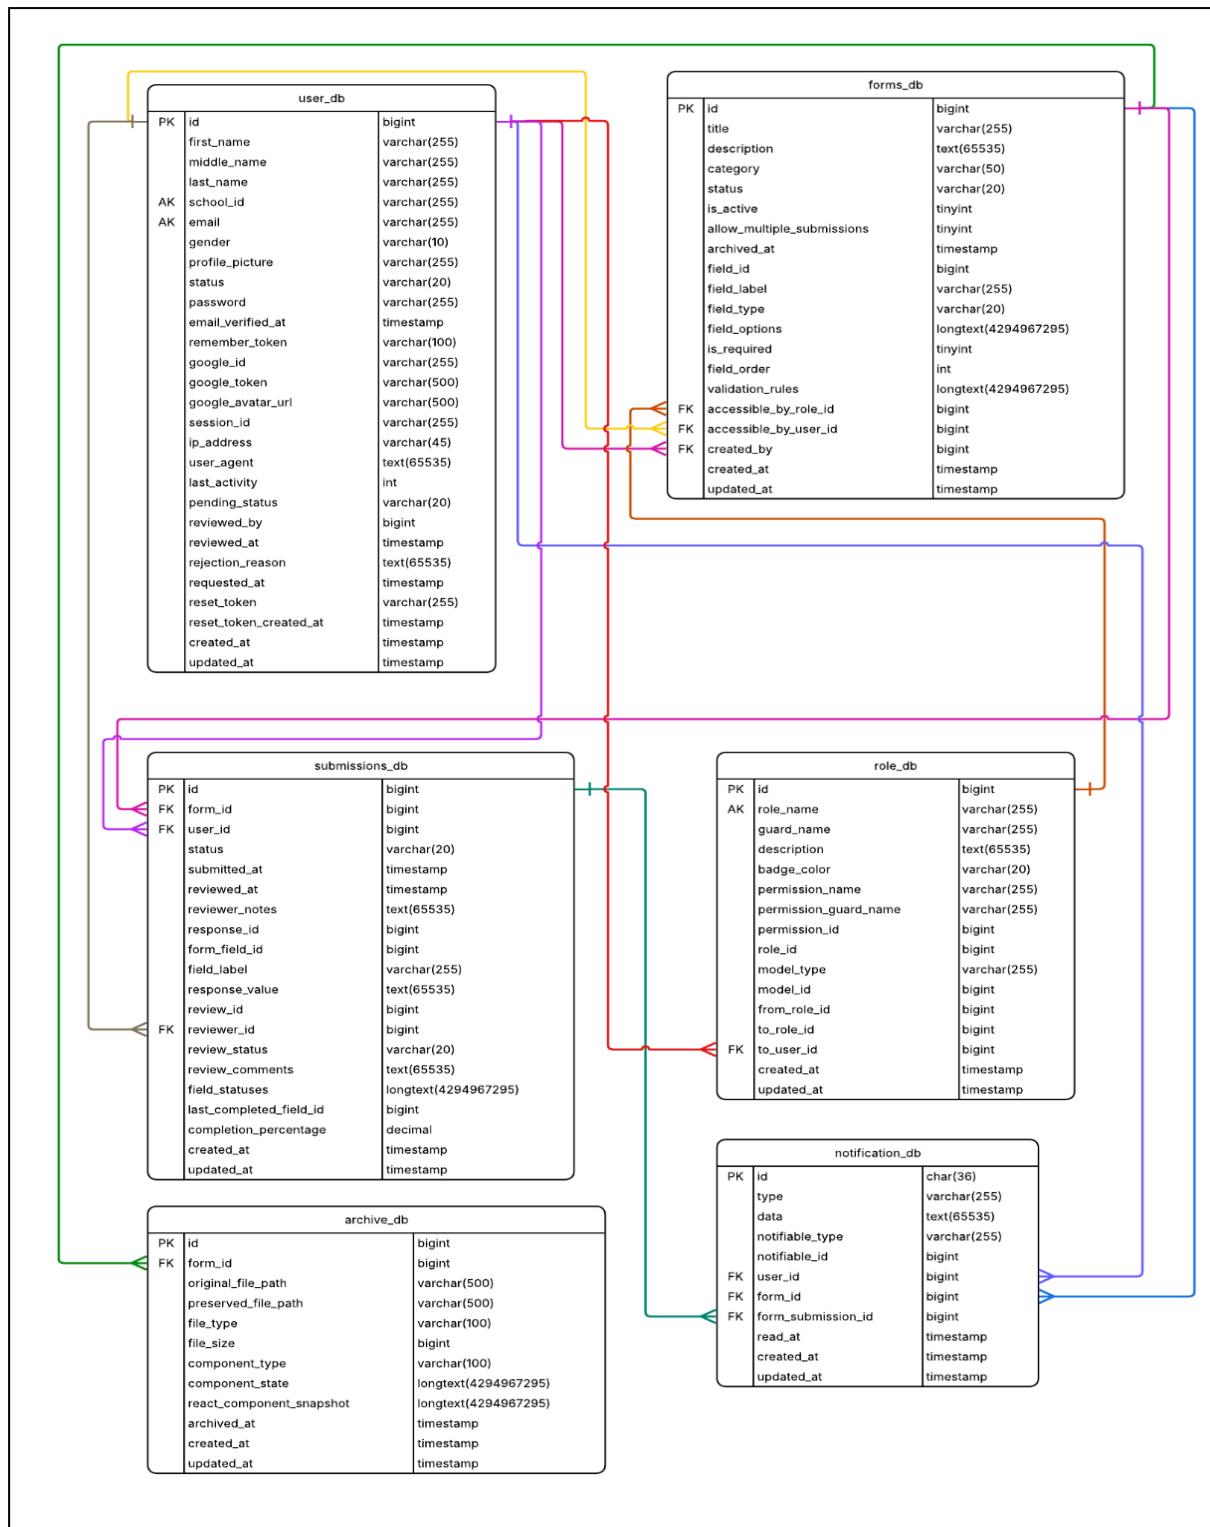 user_db
PK id bigint
first_name varchar(255)
middle_name varchar(255)
last_name varchar(255)
AK school_id varchar(255)
AK email varchar(255)
gender varchar(10)
profile_picture varchar(255)
status varchar(20)
password varchar(255)
email_verified_at timestamp
remember_token varchar(100)
google_id varchar(255)
google_token varchar(500)
google_avatar_url varchar(500)
session_id varchar(255)
ip_address varchar(45)
user_agent text(65535)
last_activity int
pending_status varchar(20)
reviewed_by bigint
reviewed_at timestamp
rejection_reason text(65535)
requested_at timestamp
reset_token varchar(255)
reset_token_created_at timestamp
created_at timestamp
updated_at timestamp
forms_db
PK id bigint
title varchar(255)
description text(65535)
category varchar(50)
status varchar(20)
is_active tinyint
allow_multiple_submissions tinyint
archived_at timestamp
field_id bigint
field_label varchar(255)
field_type varchar(20)
field_options longtext(4294967295)
is_required tinyint
field_order int
validation_rules longtext(4294967295)
FK accessible_by_role_id bigint
FK accessible_by_user_id bigint
FK created_by bigint
created_at timestamp
updated_at timestamp
submissions_db
PK id bigint
FK form_id bigint
FK user_id bigint
status varchar(20)
submitted_at timestamp
reviewed_at timestamp
reviewer_notes text(65535)
response_id bigint
form_field_id bigint
field_label varchar(255)
response_value text(65535)
review_id bigint
FK reviewer_id bigint
review_status varchar(20)
review_comments text(65535)
field_statuses longtext(4294967295)
last_completed_field_id bigint
completion_percentage decimal
created_at timestamp
updated_at timestamp
role_db
PK id bigint
AK role_name varchar(255)
guard_name varchar(255)
description text(65535)
badge_color varchar(20)
permission_name varchar(255)
permission_guard_name varchar(255)
permission_id bigint
role_id bigint
model_type varchar(255)
model_id bigint
from_role_id bigint
to_role_id bigint
FK to_user_id bigint
created_at timestamp
updated_at timestamp
notification_db
PK id char(36)
type varchar(255)
data text(65535)
notifiable_type varchar(255)
notifiable_id bigint
FK user_id bigint
FK form_id bigint
FK form_submission_id bigint
read_at timestamp
created_at timestamp
updated_at timestamp
archive_db
PK id bigint
FK form_id bigint
original_file_path varchar(500)
preserved_file_path varchar(500)
file_type varchar(100)
file_size bigint
component_type varchar(100)
component_state longtext(4294967295)
react_component_snapshot longtext(4294967295)
archived_at timestamp
created_at timestamp
updated_at timestamp